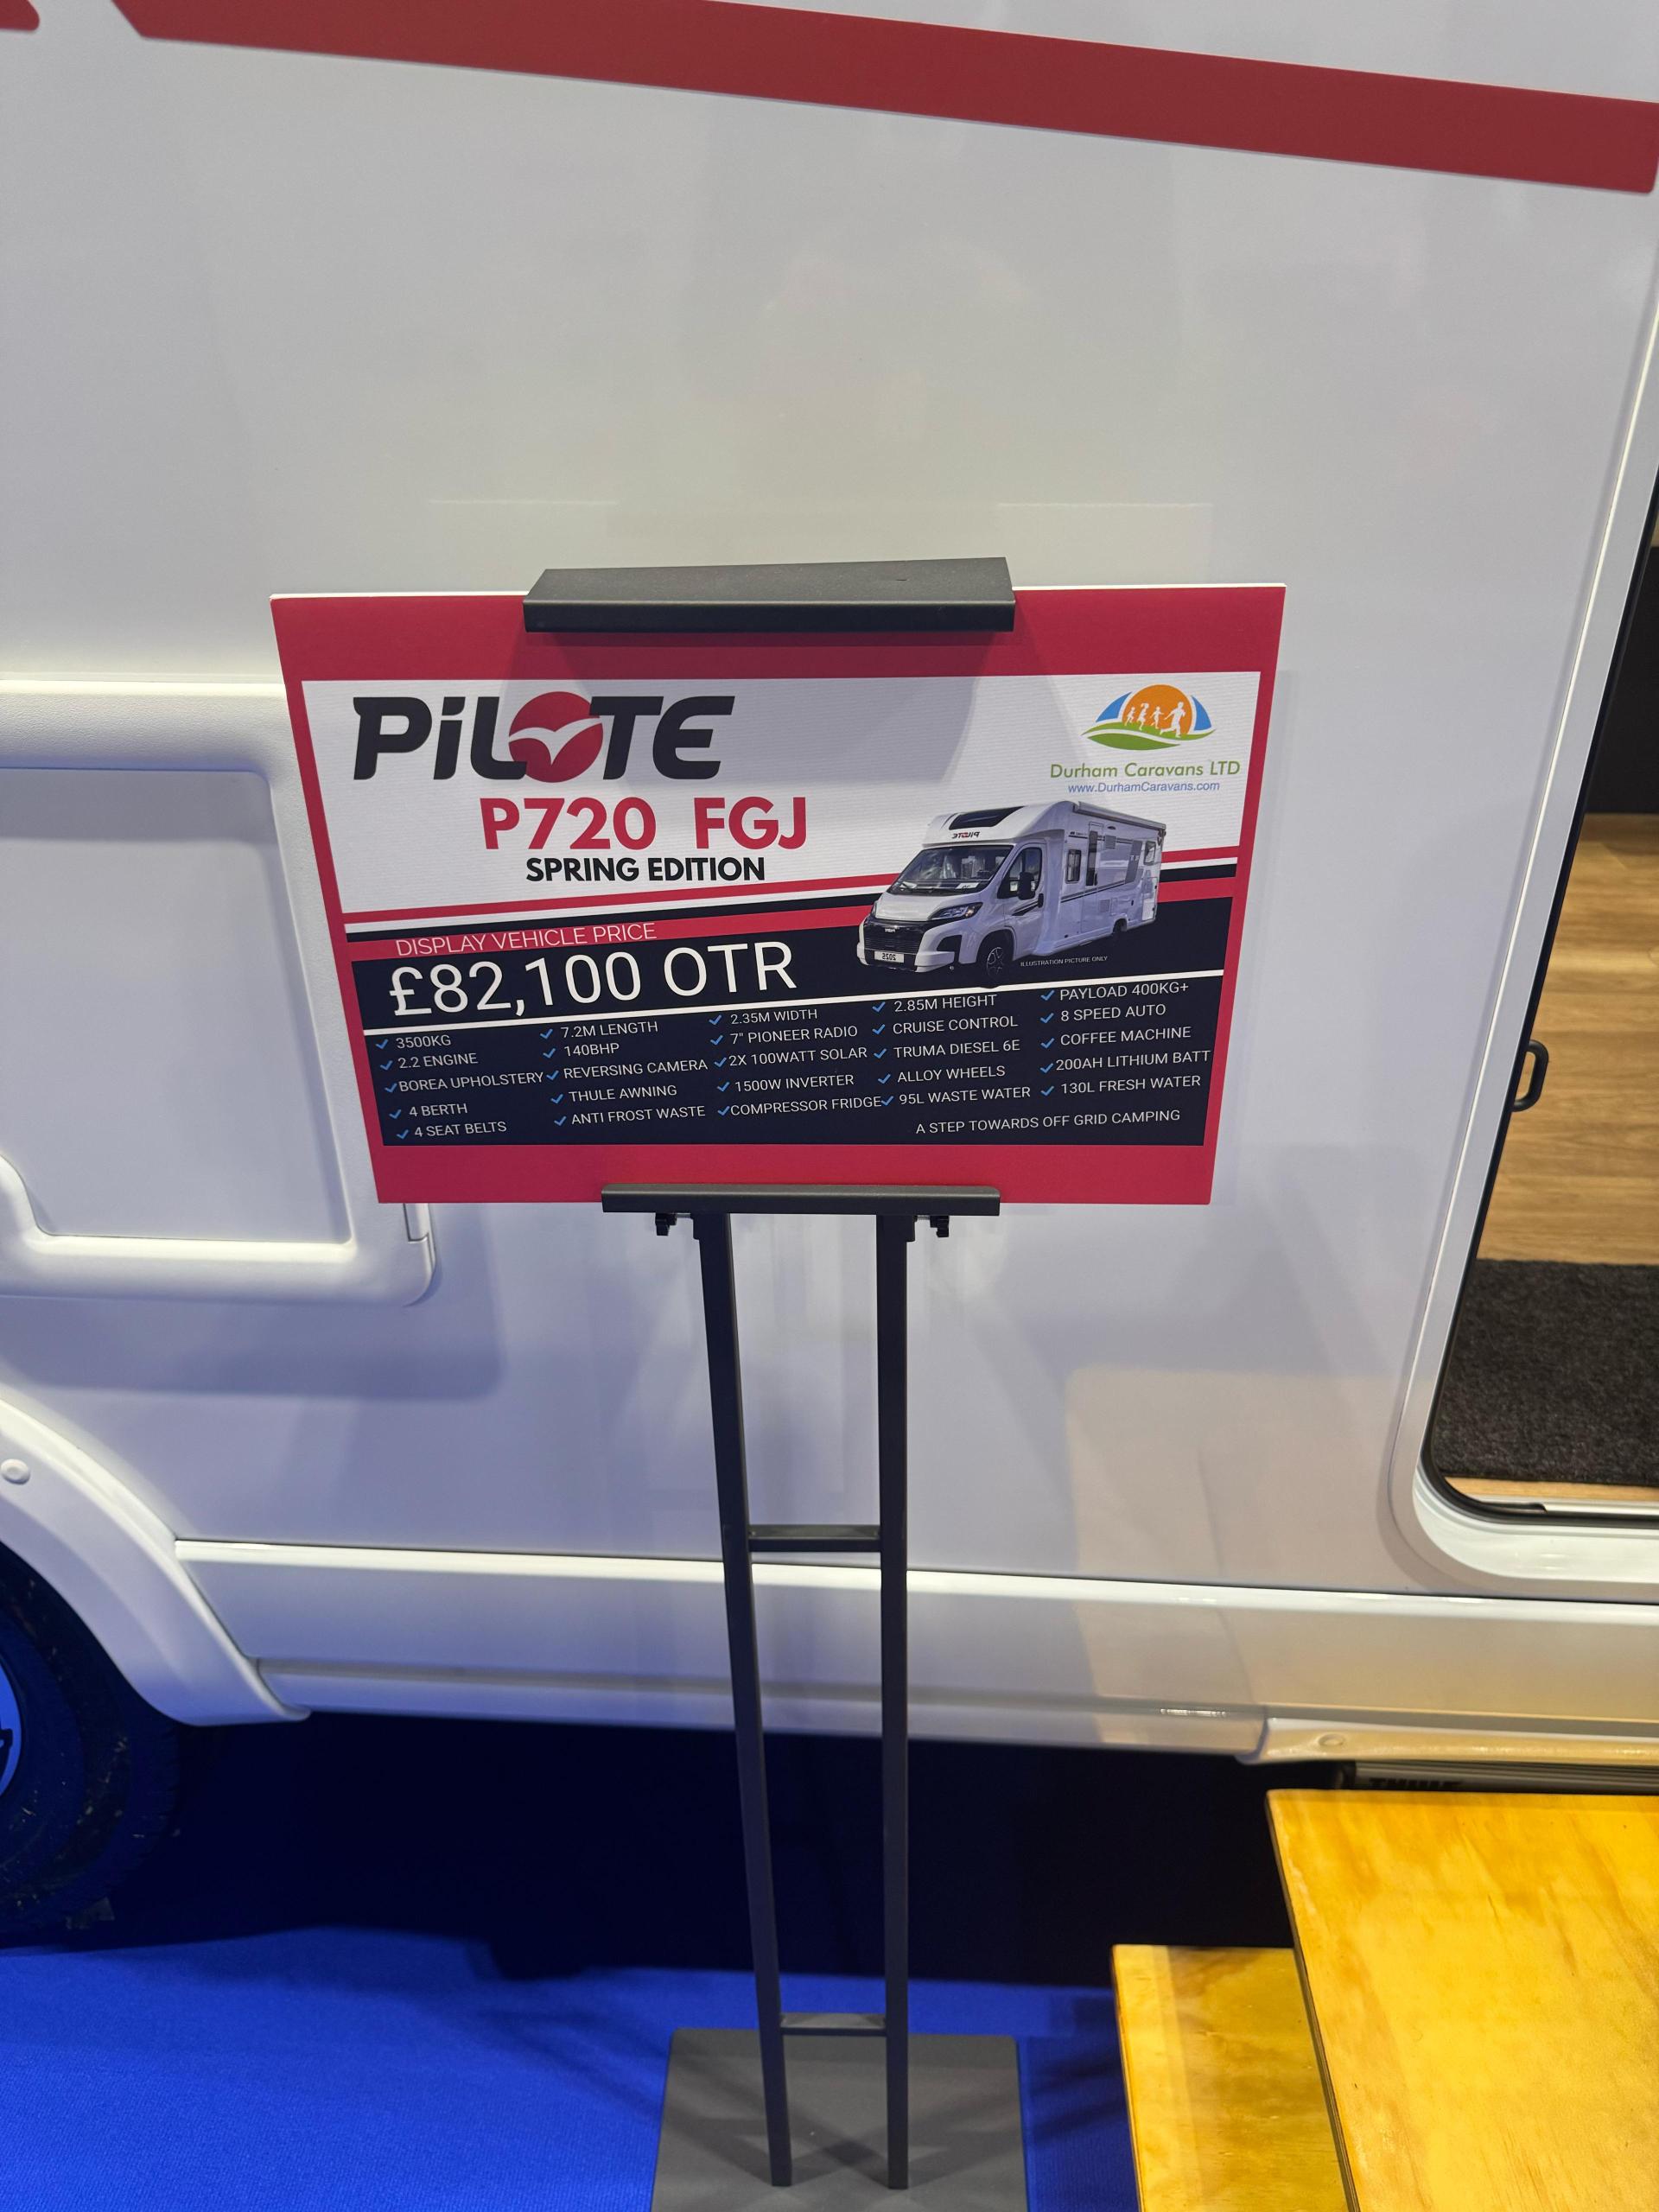 PiLOTE
P720 FGJ
SPRING EDITION
Durham Caravans LTD
www.DurhamCaravans.com
PILOTE
2025
ILLUSTRATION PICTURE ONLY
DISPLAY VEHICLE PRICE
£82,100 OTR
✓ 3500KG
✓ 2.2 ENGINE
✓ BOREA UPHOLSTERY
✓ 4 BERTH
✓ 4 SEAT BELTS
✓ 7.2M LENGTH
✓ 140BHP
✓ REVERSING CAMERA
✓ THULE AWNING
✓ ANTI FROST WASTE
✓ 2.35M WIDTH
✓ 7" PIONEER RADIO
✓ 2X 100WATT SOLAR
✓ 1500W INVERTER
✓ COMPRESSOR FRIDGE
✓ 2.85M HEIGHT
✓ CRUISE CONTROL
✓ TRUMA DIESEL 6E
✓ ALLOY WHEELS
✓ 95L WASTE WATER
✓ PAYLOAD 400KG+
✓ 8 SPEED AUTO
✓ COFFEE MACHINE
✓ 200AH LITHIUM BATT
✓ 130L FRESH WATER
A STEP TOWARDS OFF GRID CAMPING
THULE